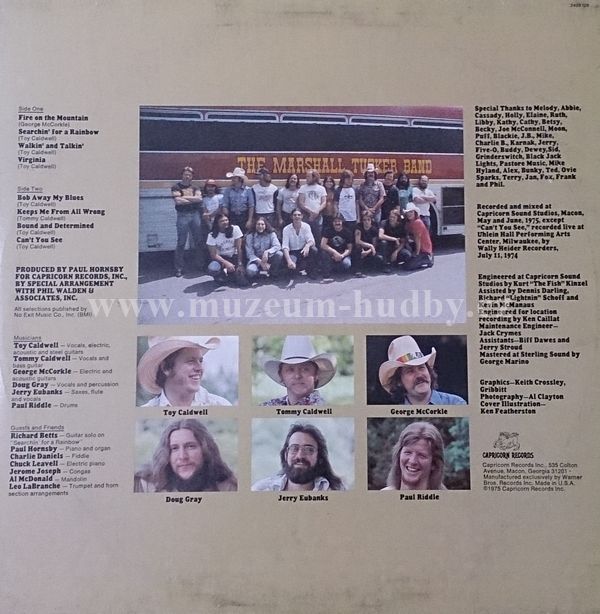 2429 125
Side One
Fire on the Mountain
(George McCorkle)
Searchin' for a Rainbow
(Toy Caldwell)
Walkin' and Talkin'
(Toy Caldwell)
Virginia
(Toy Caldwell)
Side Two
Bob Away My Blues
(Toy Caldwell)
Keeps Me From All Wrong
(Tommy Caldwell)
Bound and Determined
(Toy Caldwell)
Can't You See
(Toy Caldwell)
PRODUCED BY PAUL HORNSBY
FOR CAPRICORN RECORDS, INC.,
BY SPECIAL ARRANGEMENT
WITH PHIL WALDEN &
ASSOCIATES, INC.
All selections published by
No Exit Music Co., Inc. (BMI)
Musicians
Toy Caldwell — Vocals, electric,
acoustic and steel guitars
Tommy Caldwell — Vocals and
bass guitar
George McCorkle — Electric and
acoustic guitars
Doug Gray — Vocals and percussion
Jerry Eubanks — Saxes, flute
and vocals
Paul Riddle — Drums
Guests and Friends
Richard Betts — Guitar solo on
"Searchin' for a Rainbow"
Paul Hornsby — Piano and organ
Charlie Daniels — Fiddle
Chuck Leavell — Electric piano
Jerome Joseph — Congas
Al McDonald — Mandolin
Leo LaBranche — Trumpet and horn
section arrangements
THE MARSHALL TUCKER BAND
www.muzeum-hudby.
Toy Caldwell
Tommy Caldwell
George McCorkle
Doug Gray
Jerry Eubanks
Paul Riddle
Special Thanks to Melody, Abbie,
Cassady, Holly, Elaine, Ruth,
Libby, Kathy, Cathy, Betsy,
Becky, Joe McConnell, Moon,
Puff, Blackie, J.B., Mike,
Charlie B., Karnak, Jerry,
Five-O, Buddy, Dewey, Sid,
Grinderswitch, Black Jack
Lights, Pastore Music, Mike
Hyland, Alex, Bunky, Ted, Ovie
Sparks, Terry, Jan, Fox, Frank
and Phil.
Recorded and mixed at
Capricorn Sound Studios, Macon,
May and June, 1975, except
"Can't You See," recorded live at
Uhlein Hall Performing Arts
Center, Milwaukee, by
Wally Heider Recorders,
July 11, 1974
Engineered at Capricorn Sound
Studios by Kurt "The Fish" Kinzel
Assisted by Dennis Darling,
Richard "Lightnin" Schoff and
Kevin McManaus
Engineered for location
recording by Ken Caillat
Maintenance Engineer—
Jack Crymes
Assistants—Biff Dawes and
Jerry Stroud
Mastered at Sterling Sound by
George Marino
Graphics—Keith Crossley,
Gribbitt
Photography—Al Clayton
Cover Illustration—
Ken Featherston
CAPRICORN RECORDS
Capricorn Records Inc., 535 Cotton
Avenue, Macon, Georgia 31201 •
Manufactured exclusively by Warner
Bros. Records Inc. Made in U.S.A.
©1975 Capricorn Records Inc.